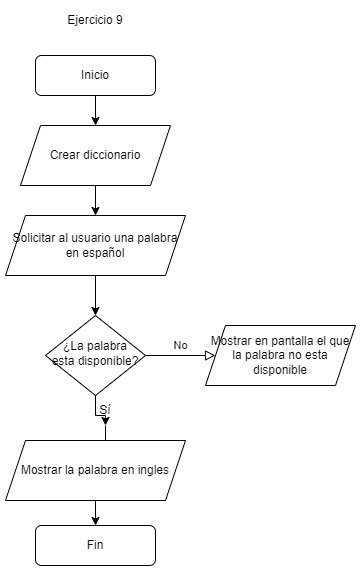 Ejercicio 9
Inicio
Crear diccionario
Solicitar al usuario una palabra
en español
¿La palabra
esta disponible?
No
Mostrar en pantalla el que
la palabra no esta
disponible
Sí
Mostrar la palabra en ingles
Fin